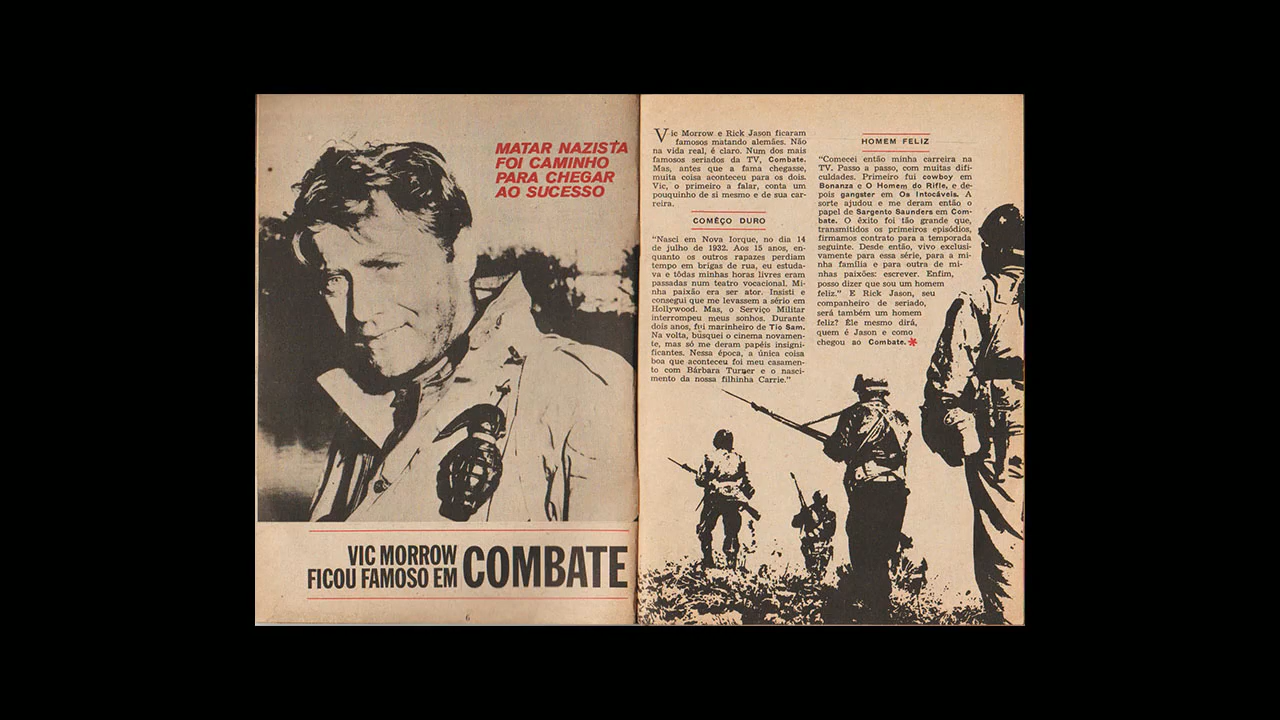 MATAR NAZISTA
FOI CAMINHO
PARA CHEGAR
AO SUCESSO
VIC MORROW
FICOU FAMOSO EM
COMBATE
6
Vic Morrow e Rick Jason ficaram
famosos matando alemães. Não
na vida real, é claro. Num dos mais
famosos seriados da TV, Combate.
Mas, antes que a fama chegasse,
muita coisa aconteceu para os dois.
Vic, o primeiro a falar, conta um
pouquinho de si mesmo e de sua car-
reira.
COMÊÇO DURO
“Nasci em Nova Iorque, no dia 14
de julho de 1932. Aos 15 anos, en-
quanto os outros rapazes perdiam
tempo em brigas de rua, eu estuda-
va e tôdas minhas horas livres eram
passadas num teatro vocacional. Mi-
nha paixão era ser ator. Insisti e
consegui que me levassem a sério em
Hollywood. Mas, o Serviço Militar
interrompeu meus sonhos. Durante
dois anos, fui marinheiro de Tio Sam.
Na volta, busquei o cinema novamen-
te, mas só me deram papéis insigni-
ficantes. Nessa época, a única coisa
boa que aconteceu foi meu casamen-
to com Bárbara Turner e o nasci-
mento da nossa filhinha Carrie.”
HOMEM FELIZ
“Comecei então minha carreira na
TV. Passo a passo, com muitas difi-
culdades. Primeiro fui cowboy em
Bonanza e O Homem do Rifle, e de-
pois gangster em Os Intocáveis. A
sorte ajudou e me deram então o
papel de Sargento Saunders em Com-
bate. O êxito foi tão grande que,
transmitidos os primeiros episódios,
firmamos contrato para a temporada
seguinte. Desde então, vivo exclusi-
vamente para essa série, para a mi-
nha família e para outra de mi-
nhas paixões: escrever. Enfim,
posso dizer que sou um homem
feliz.” E Rick Jason, seu
companheiro de seriado,
será também um homem
feliz? Êle mesmo dirá,
quem é Jason e como
chegou ao Combate.*